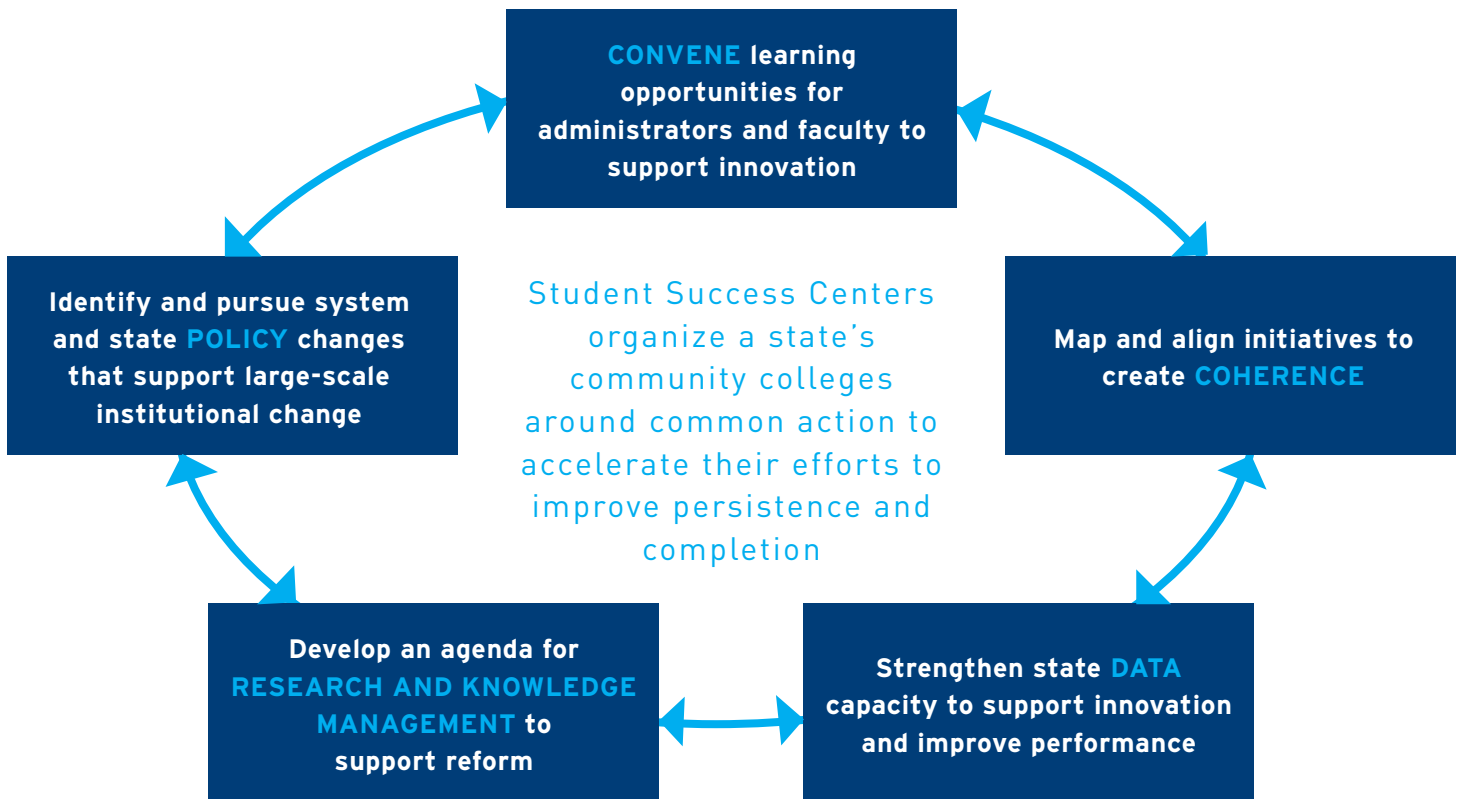 CONVENE learning
opportunities for
administrators and faculty to
support innovation
Identify and pursue system
and state POLICY changes
that support large-scale
institutional change
Student Success Centers
organize a state’s
community colleges
around common action to
accelerate their efforts to
improve persistence and
completion
Map and align initiatives to
create COHERENCE
Develop an agenda for
RESEARCH AND KNOWLEDGE
MANAGEMENT to
support reform
Strengthen state DATA
capacity to support innovation
and improve performance